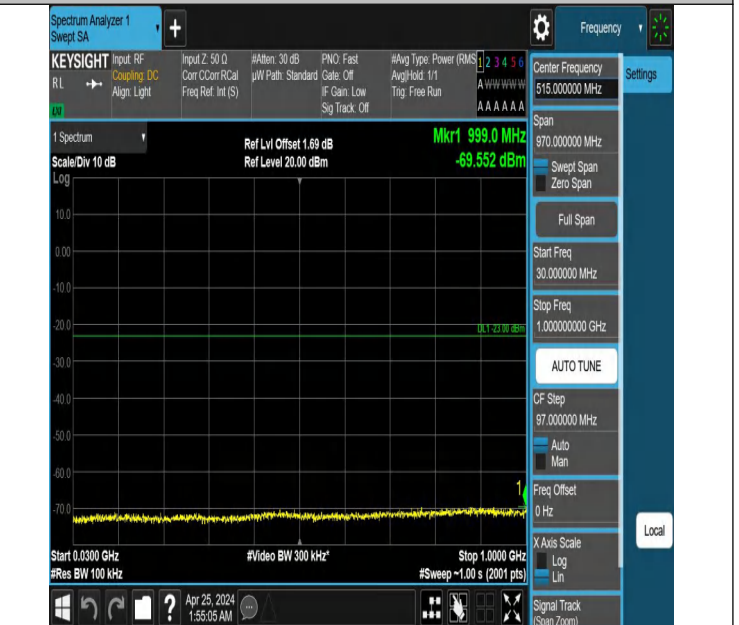 Spectrum Analyzer 1
Swept SA
+
Frequency
KEYSIGHT
RL
Input: RF
Coupling: DC
Align: Light
Input Z: 50 Ω
Corr CCorr RCal
Freq Ref: Int (S)
#Atten: 30 dB
µW Path: Standard
PNO: Fast
Gate: Off
IF Gain: Low
Sig Track: Off
#Avg Type: Power (RMS
Avg|Hold: 1/1
Trig: Free Run
1 2 3 4 5 6
A W W W W W
A A A A A A
1 Spectrum
Scale/Div 10 dB
Log
Ref Lvl Offset 1.69 dB
Ref Level 20.00 dBm
Mkr1 999.0 MHz
-69.552 dBm
10.0
0.00
-10.0
-20.0
DL1 -23.00 dBm
-30.0
-40.0
-50.0
-60.0
-70.0
1
Start 0.0300 GHz
#Res BW 100 kHz
#Video BW 300 kHz*
Stop 1.0000 GHz
#Sweep ~1.00 s (2001 pts)
Center Frequency
515.000000 MHz
Settings
Span
970.000000 MHz
Swept Span
Zero Span
Full Span
Start Freq
30.000000 MHz
Stop Freq
1.000000000 GHz
AUTO TUNE
CF Step
97.000000 MHz
Auto
Man
Freq Offset
0 Hz
Local
X Axis Scale
Log
Lin
Signal Track
(Span Zoom)
?
Apr 25, 2024
1:55:05 AM